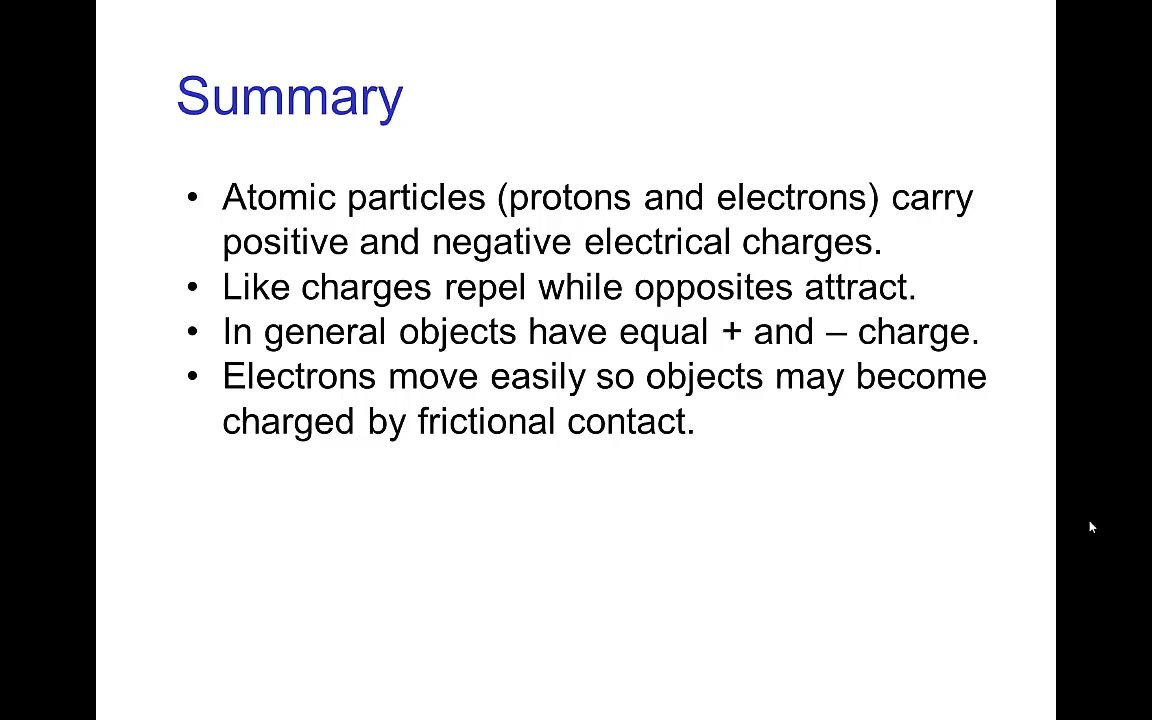 Summary
• Atomic particles (protons and electrons) carry
positive and negative electrical charges.
• Like charges repel while opposites attract.
• In general objects have equal + and – charge.
• Electrons move easily so objects may become
charged by frictional contact.